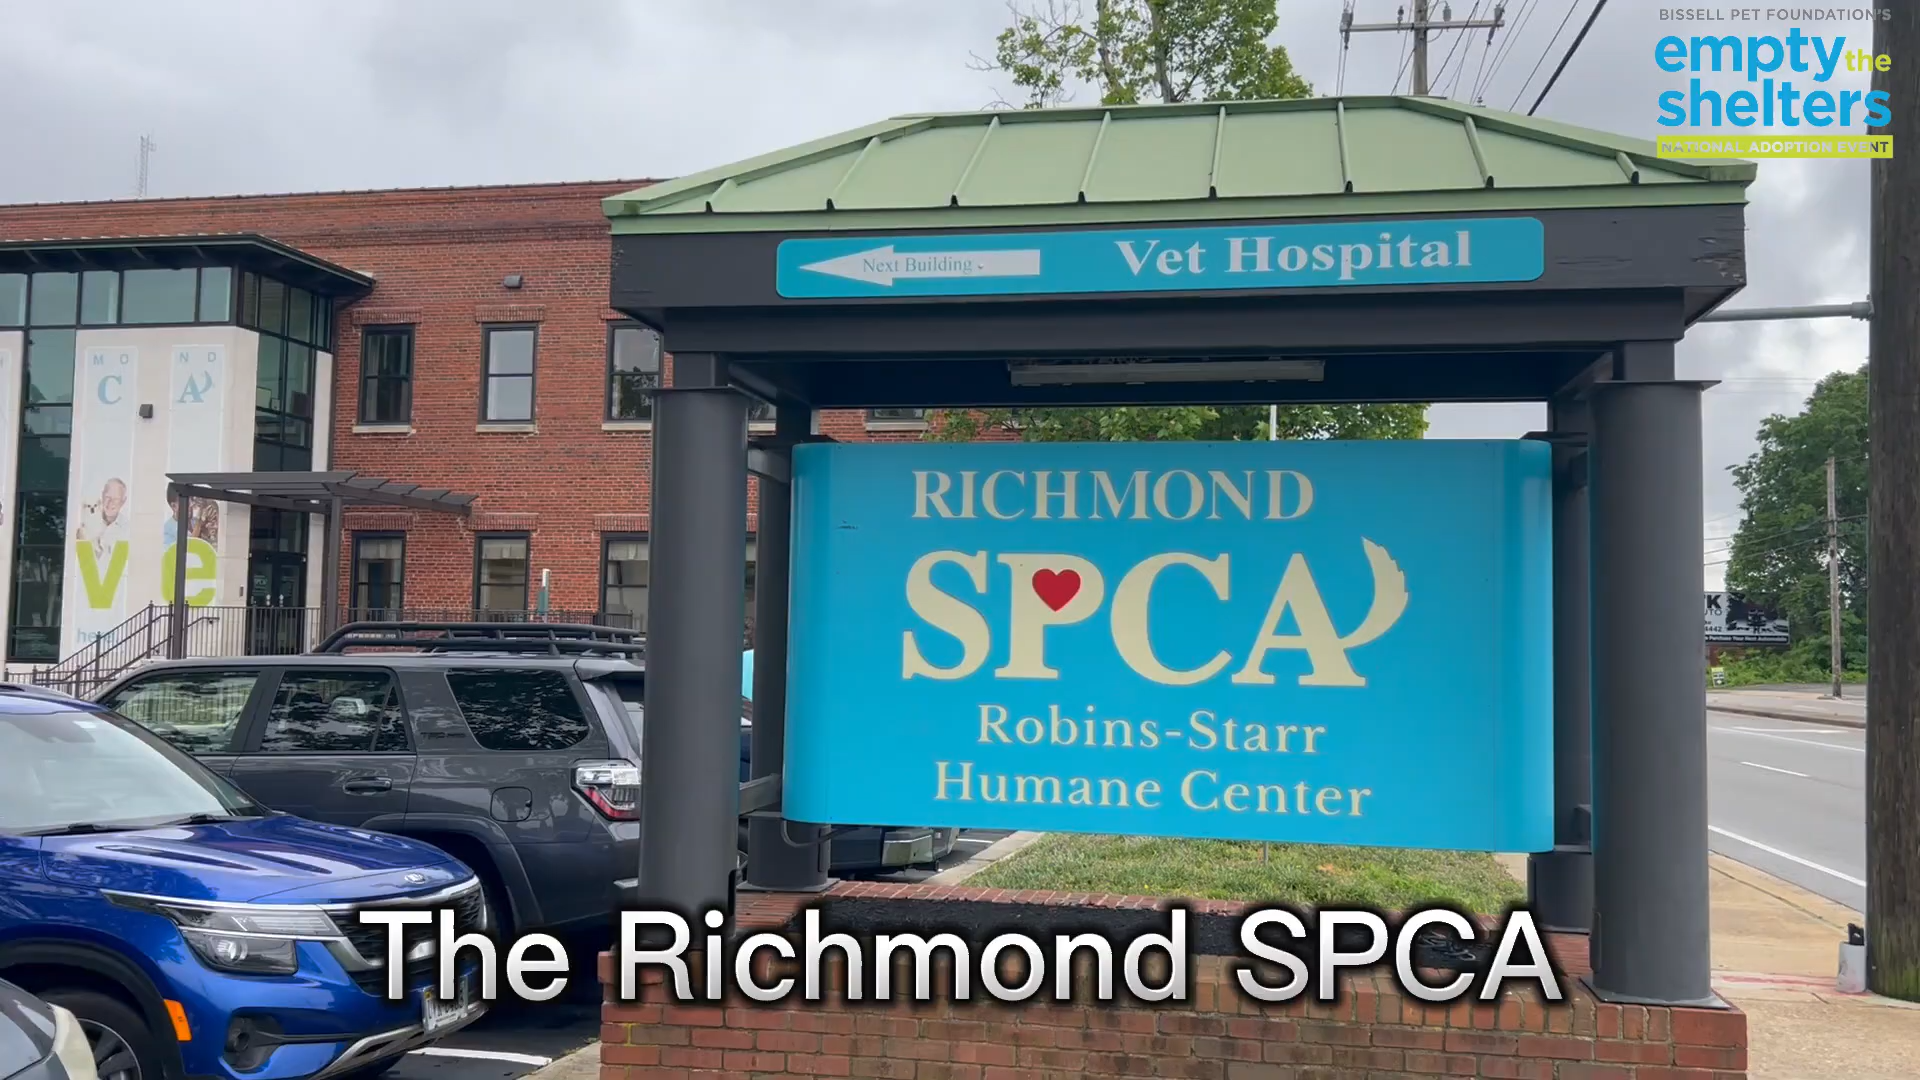 BISSELL PET FOUNDATION'S
empty the
shelters
NATIONAL ADOPTION EVENT
Next Building
Vet Hospital
RICHMOND
SPCA
Robins-Starr
Humane Center
M O
N D
C
A
ve
The Richmond SPCA